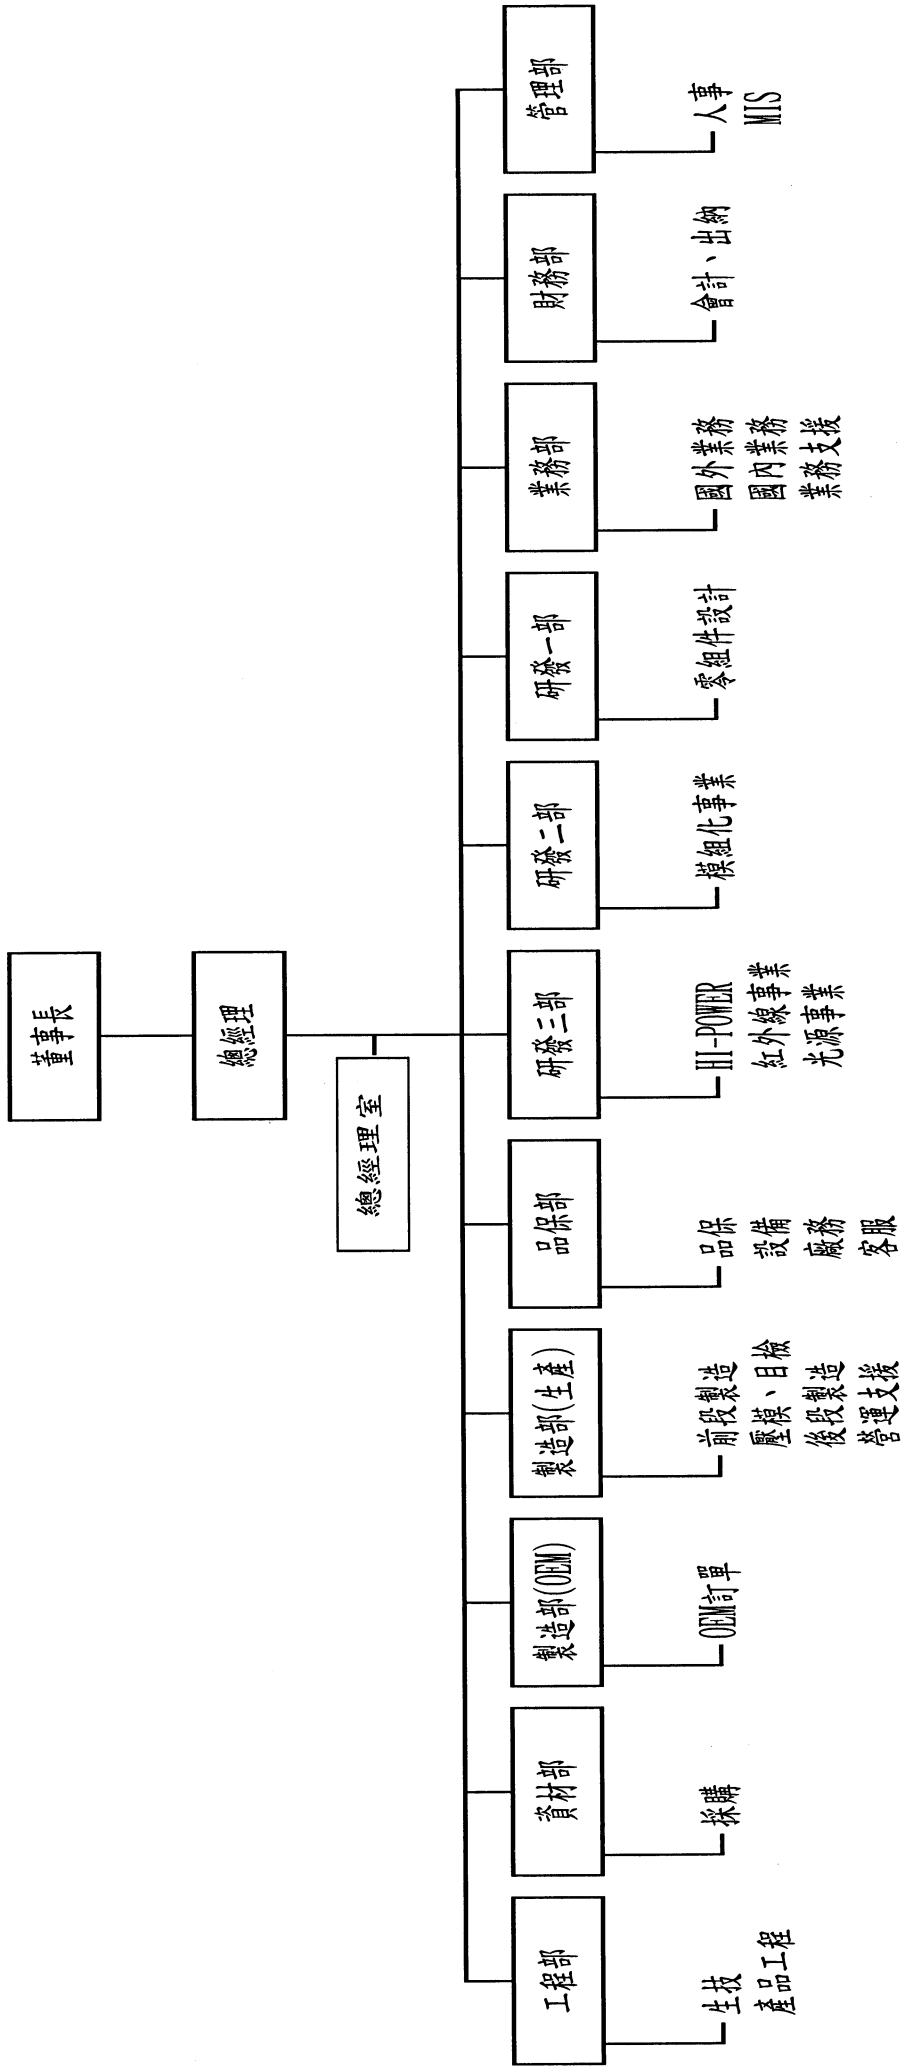 董事長
總經理
總經理室
工程部
資材部
製造部(OEM)
製造部(生產)
品保部
研發三部
研發二部
研發一部
業務部
財務部
管理部
生技
產品工程
採購
OEM訂單
前段製造
壓模、目檢
後段製造
營運支援
品保
設備
廠務
客服
HI-POWER
紅外線事業
光源事業
模組化事業
零組件設計
國外業務
國內業務
業務支援
會計、出納
人事
MIS